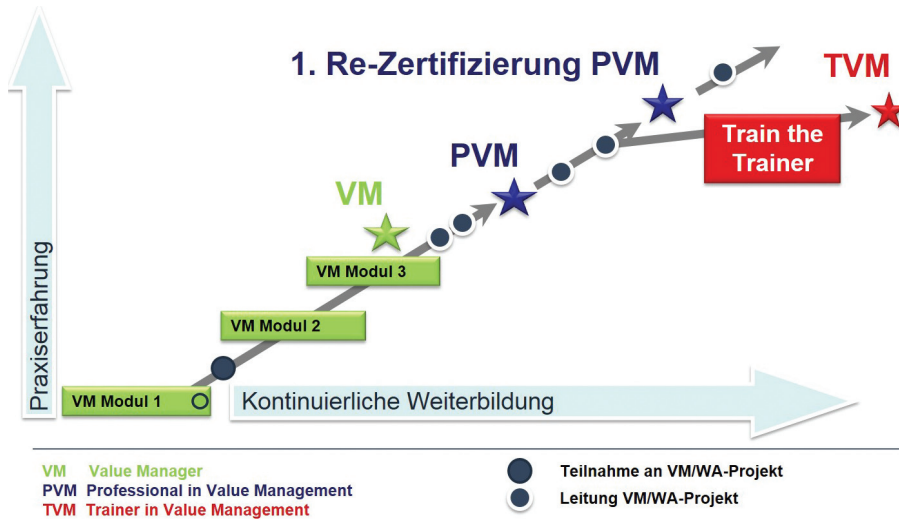 1. Re-Zertifizierung PVM
TVM
Train the
Trainer
PVM
VM
VM Modul 3
VM Modul 2
VM Modul 1
Praxiserfahrung
Kontinuierliche Weiterbildung
VM Value Manager
PVM Professional in Value Management
TVM Trainer in Value Management
Teilnahme an VM/WA-Projekt
Leitung VM/WA-Projekt